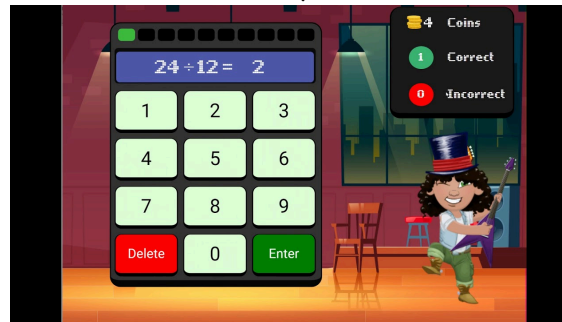 24÷12= 2
1 2 3
4 5 6
7 8 9
Delete 0 Enter
4 Coins
1 Correct
0 Incorrect